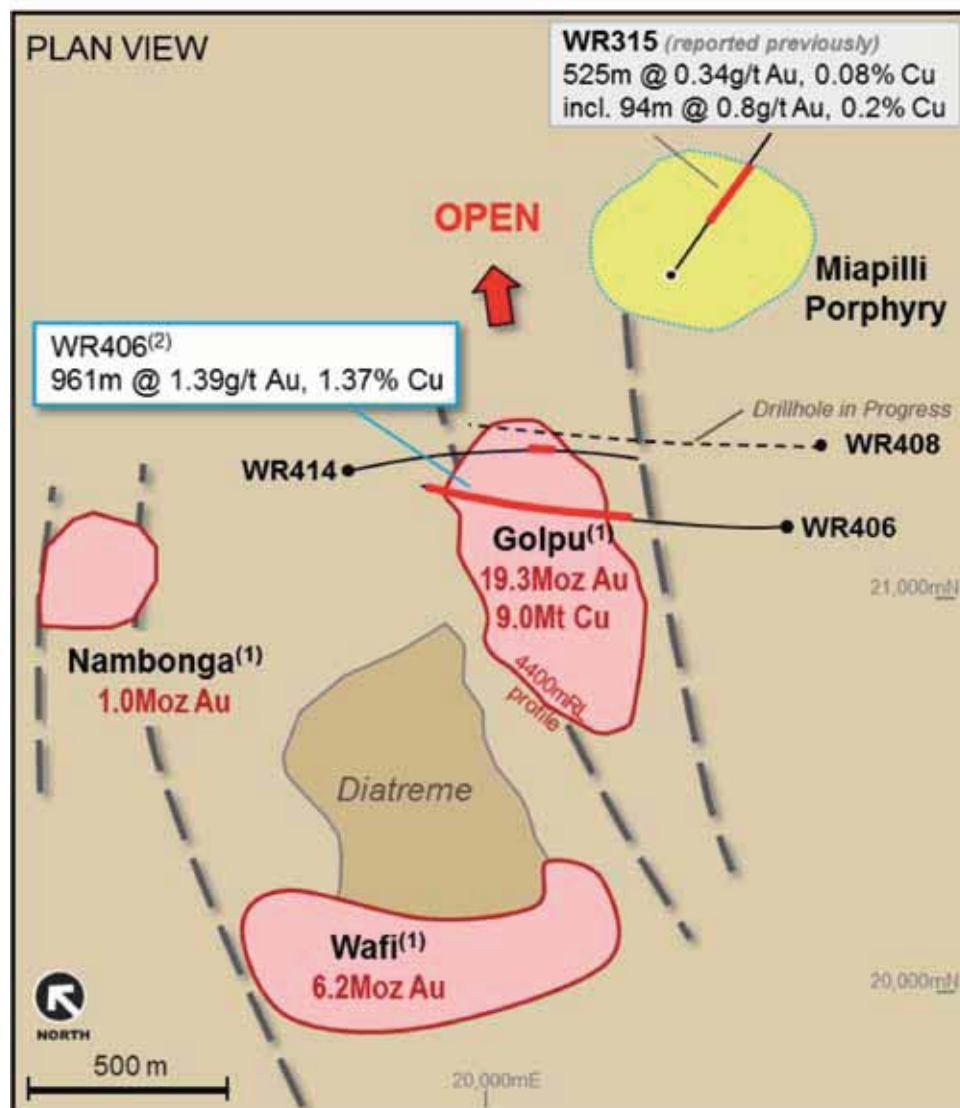 PLAN VIEW
WR315 (reported previously)
525m @ 0.34g/t Au, 0.08% Cu
incl. 94m @ 0.8g/t Au, 0.2% Cu
OPEN
Miapilli
Porphyry
WR406(2)
961m @ 1.39g/t Au, 1.37% Cu
Drillhole in Progress
WR408
WR414
WR406
Golpu(1)
19.3Moz Au
9.0Mt Cu
21,000mN
4400mRL
profile
Nambonga(1)
1.0Moz Au
Diatreme
Wafi(1)
6.2Moz Au
20,000mN
NORTH
500 m
20,000mE